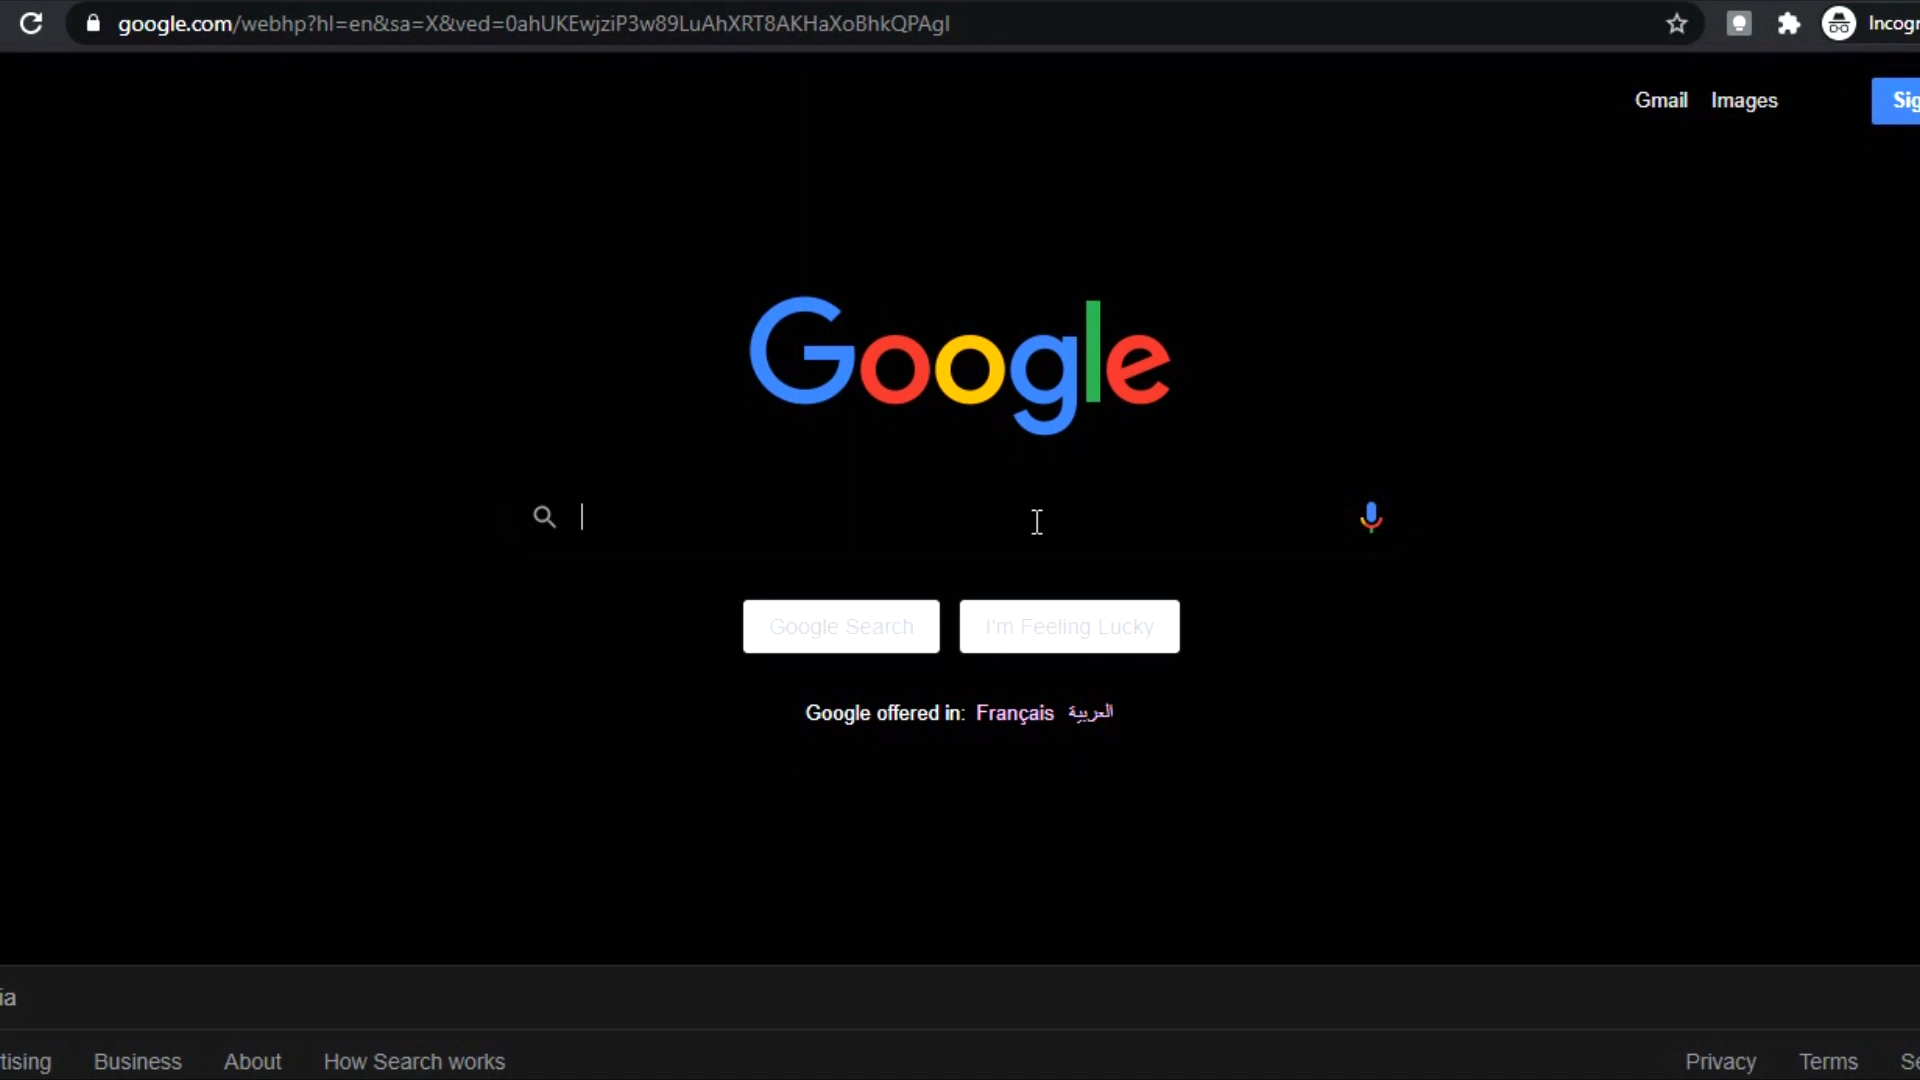 google.com/webhp?hl=en&sa=X&ved=0ahUKEwjziP3w89LuAhXRT8AKHaXoBhkQPAgI
Incogn
Gmail Images Sig
Google
Google Search I'm Feeling Lucky
Google offered in: Français العربية
ia
tising Business About How Search works Privacy Terms Se